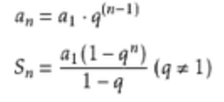 aₙ = a₁ · q⁽ⁿ⁻¹⁾
Sₙ = a₁(1 − qⁿ) / 1 − q (q ≠ 1)